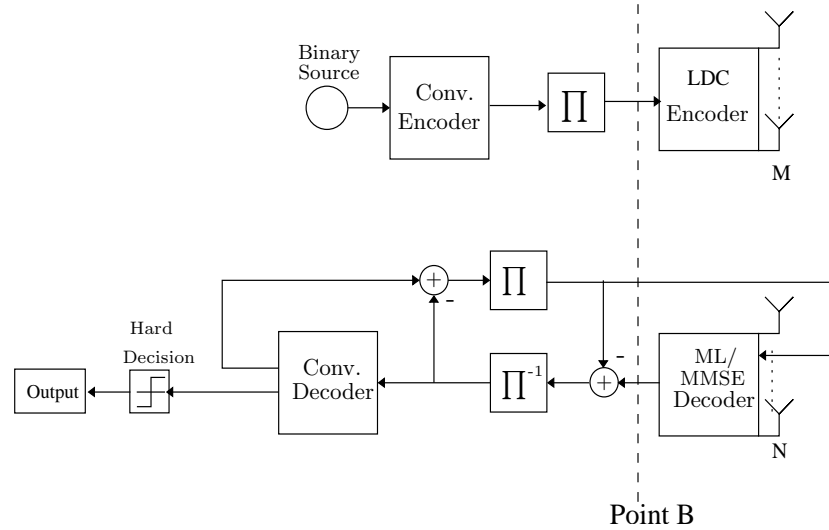 Binary
Source
Conv.
Encoder
∏
LDC
Encoder
M
+
-
∏
Hard
Decision
Output
Conv.
Decoder
∏-1
+
-
ML/
MMSE
Decoder
N
Point B